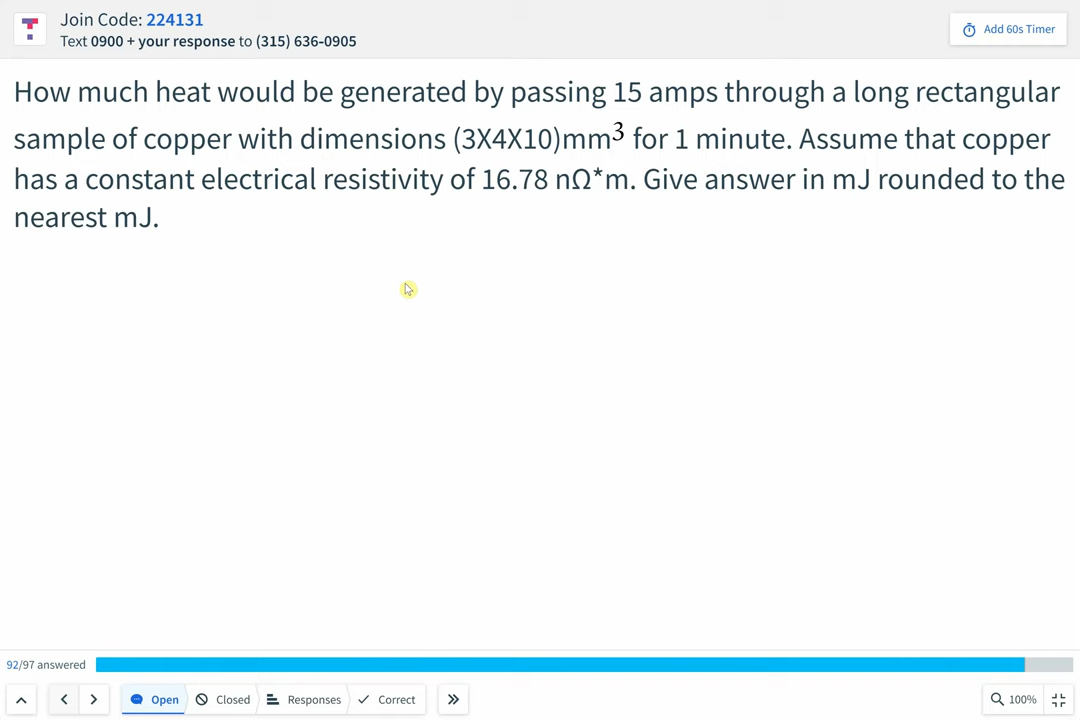 Join Code: 224131
Text 0900 + your response to (315) 636-0905
Add 60s Timer
How much heat would be generated by passing 15 amps through a long rectangular
sample of copper with dimensions (3X4X10)mm³ for 1 minute. Assume that copper
has a constant electrical resistivity of 16.78 nΩ*m. Give answer in mJ rounded to the
nearest mJ.
92/97 answered
Open
Closed
Responses
Correct
100%